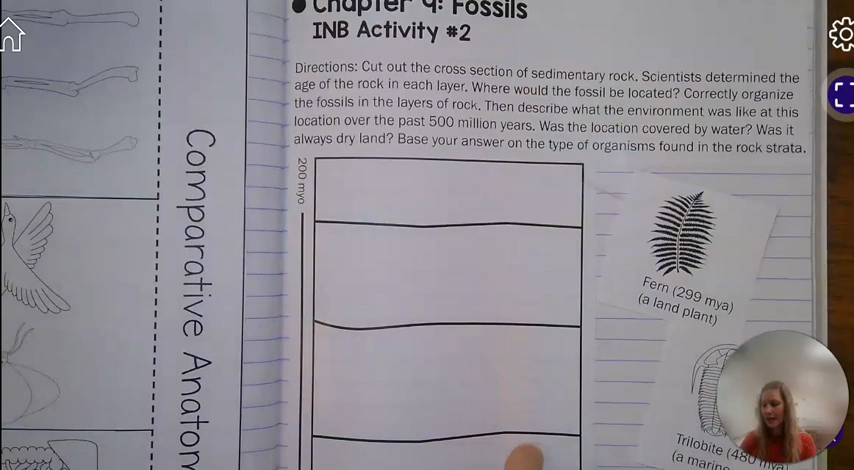 Chapter 4: Fossils
INB Activity #2
Directions: Cut out the cross section of sedimentary rock. Scientists determined the
age of the rock in each layer. Where would the fossil be located? Correctly organize
the fossils in the layers of rock. Then describe what the environment was like at this
location over the past 500 million years. Was the location covered by water? Was it
always dry land? Base your answer on the type of organisms found in the rock strata.
200 myo
Fern (299 mya)
(a land plant)
Trilobite (480 mya)
(a marine
Comparative Anatom